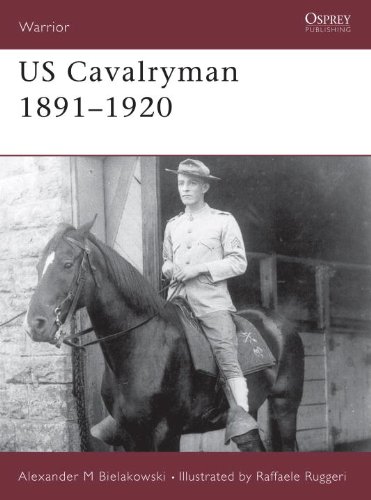 Warrior
OSPREY
PUBLISHING
US Cavalryman
1891–1920
Alexander M Bielakowski • Illustrated by Raffaele Ruggeri